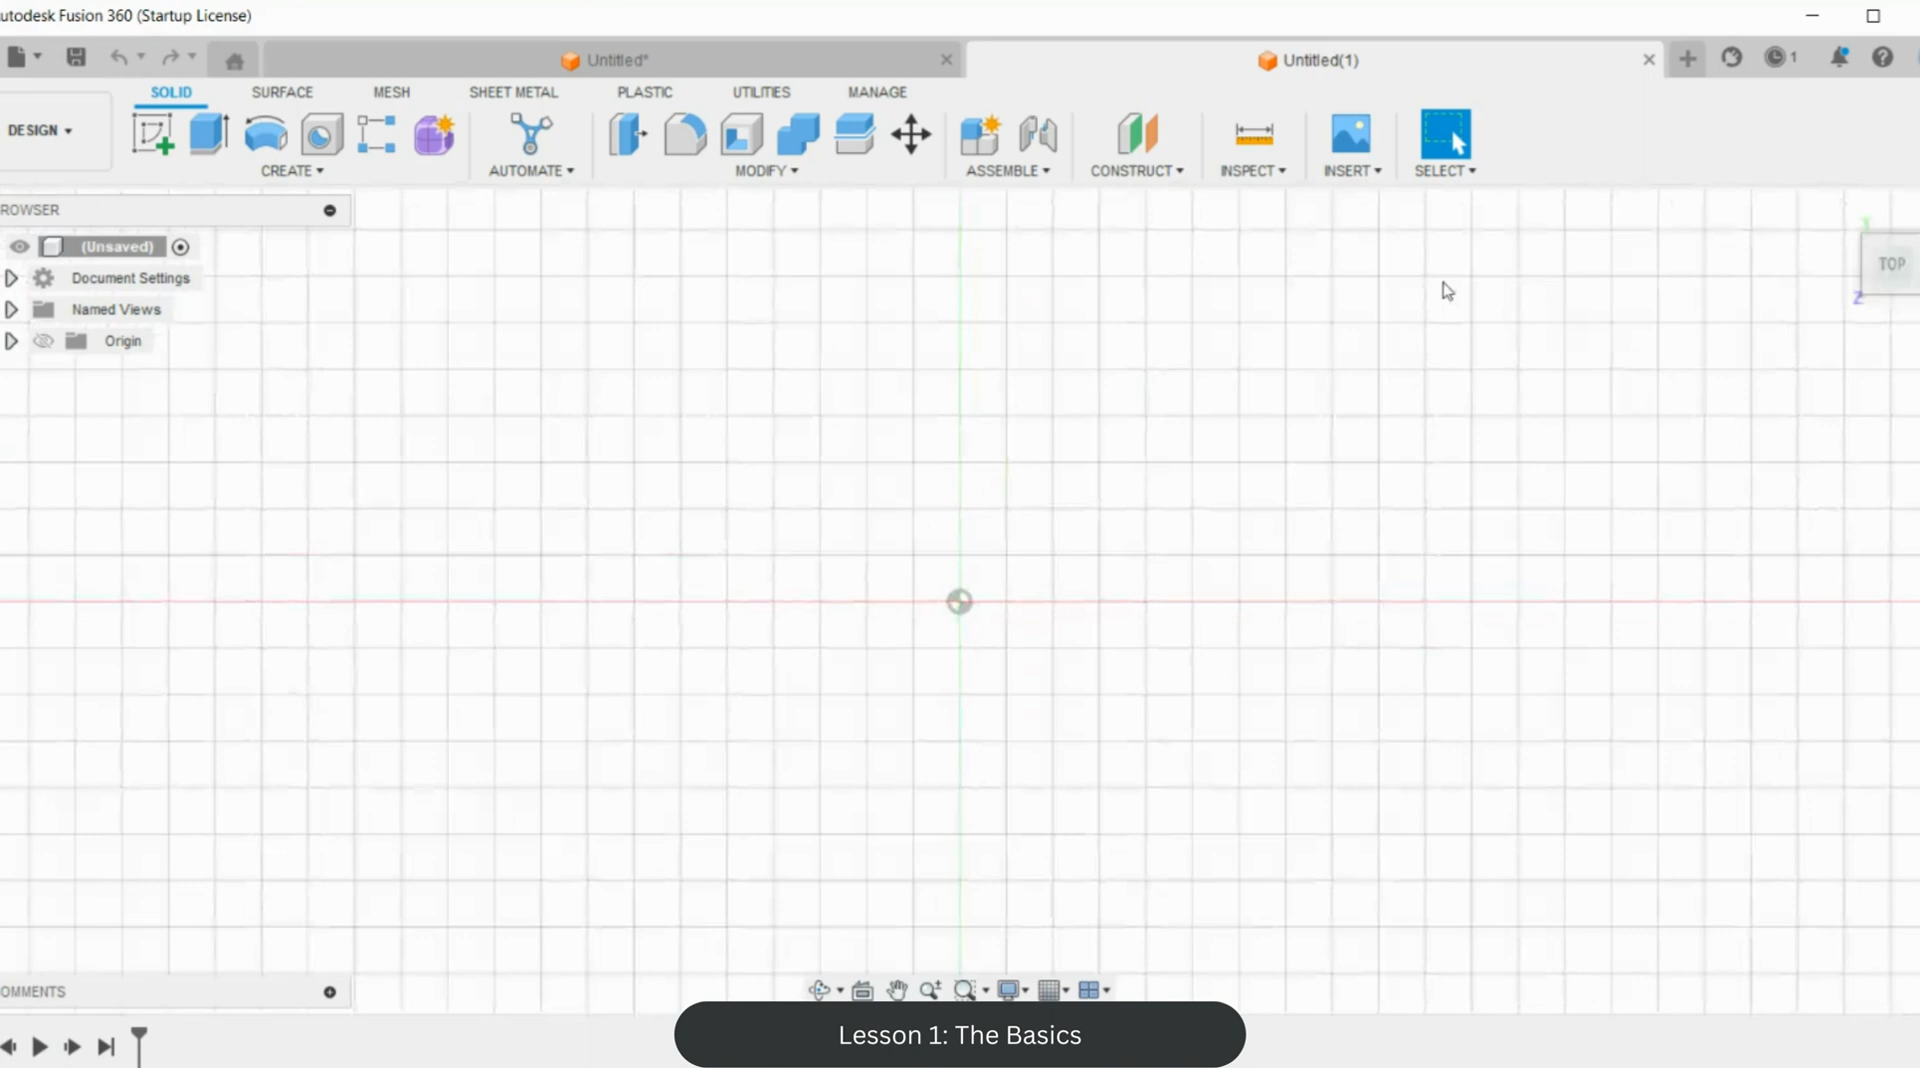 utodesk Fusion 360 (Startup License)
Untitled*
Untitled(1)
1
SOLID
SURFACE
MESH
SHEET METAL
PLASTIC
UTILITIES
MANAGE
DESIGN
CREATE
AUTOMATE
MODIFY
ASSEMBLE
CONSTRUCT
INSPECT
INSERT
SELECT
ROWSER
(Unsaved)
Document Settings
Named Views
Origin
TOP
Z
OMMENTS
Lesson 1: The Basics